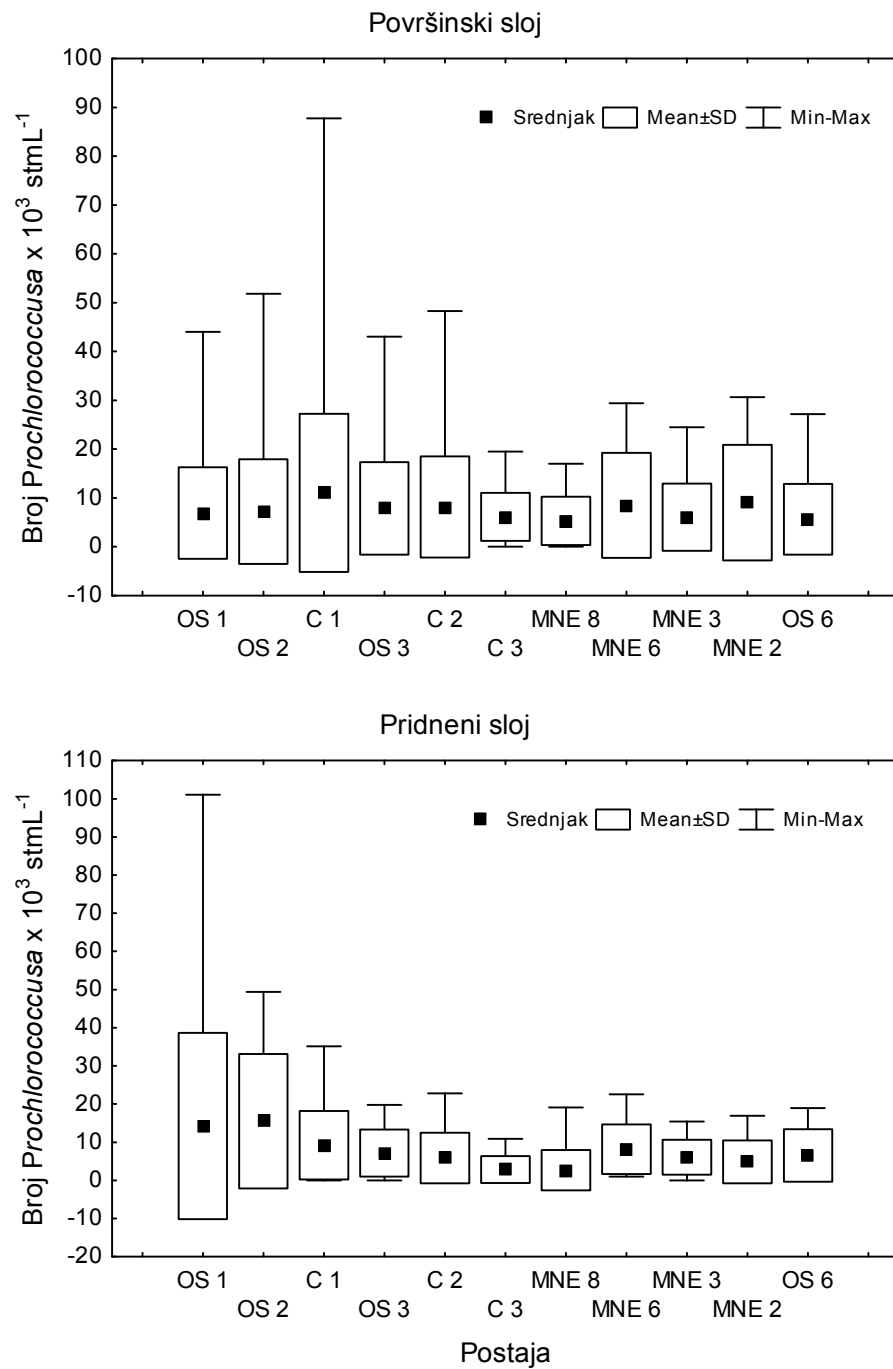 Površinski sloj
100
90
80
70
60
50
40
30
20
10
0
-10
Broj Prochlorococcusa x 10³ stmL⁻¹
Srednjak Mean±SD Min-Max
OS 1 C 1 C 2 MNE 8 MNE 3 OS 6
OS 2 OS 3 C 3 MNE 6 MNE 2
Pridneni sloj
110
100
90
80
70
60
50
40
30
20
10
0
-10
-20
Broj Prochlorococcusa x 10³ stmL⁻¹
Srednjak Mean±SD Min-Max
OS 1 C 1 C 2 MNE 8 MNE 3 OS 6
OS 2 OS 3 C 3 MNE 6 MNE 2
Postaja